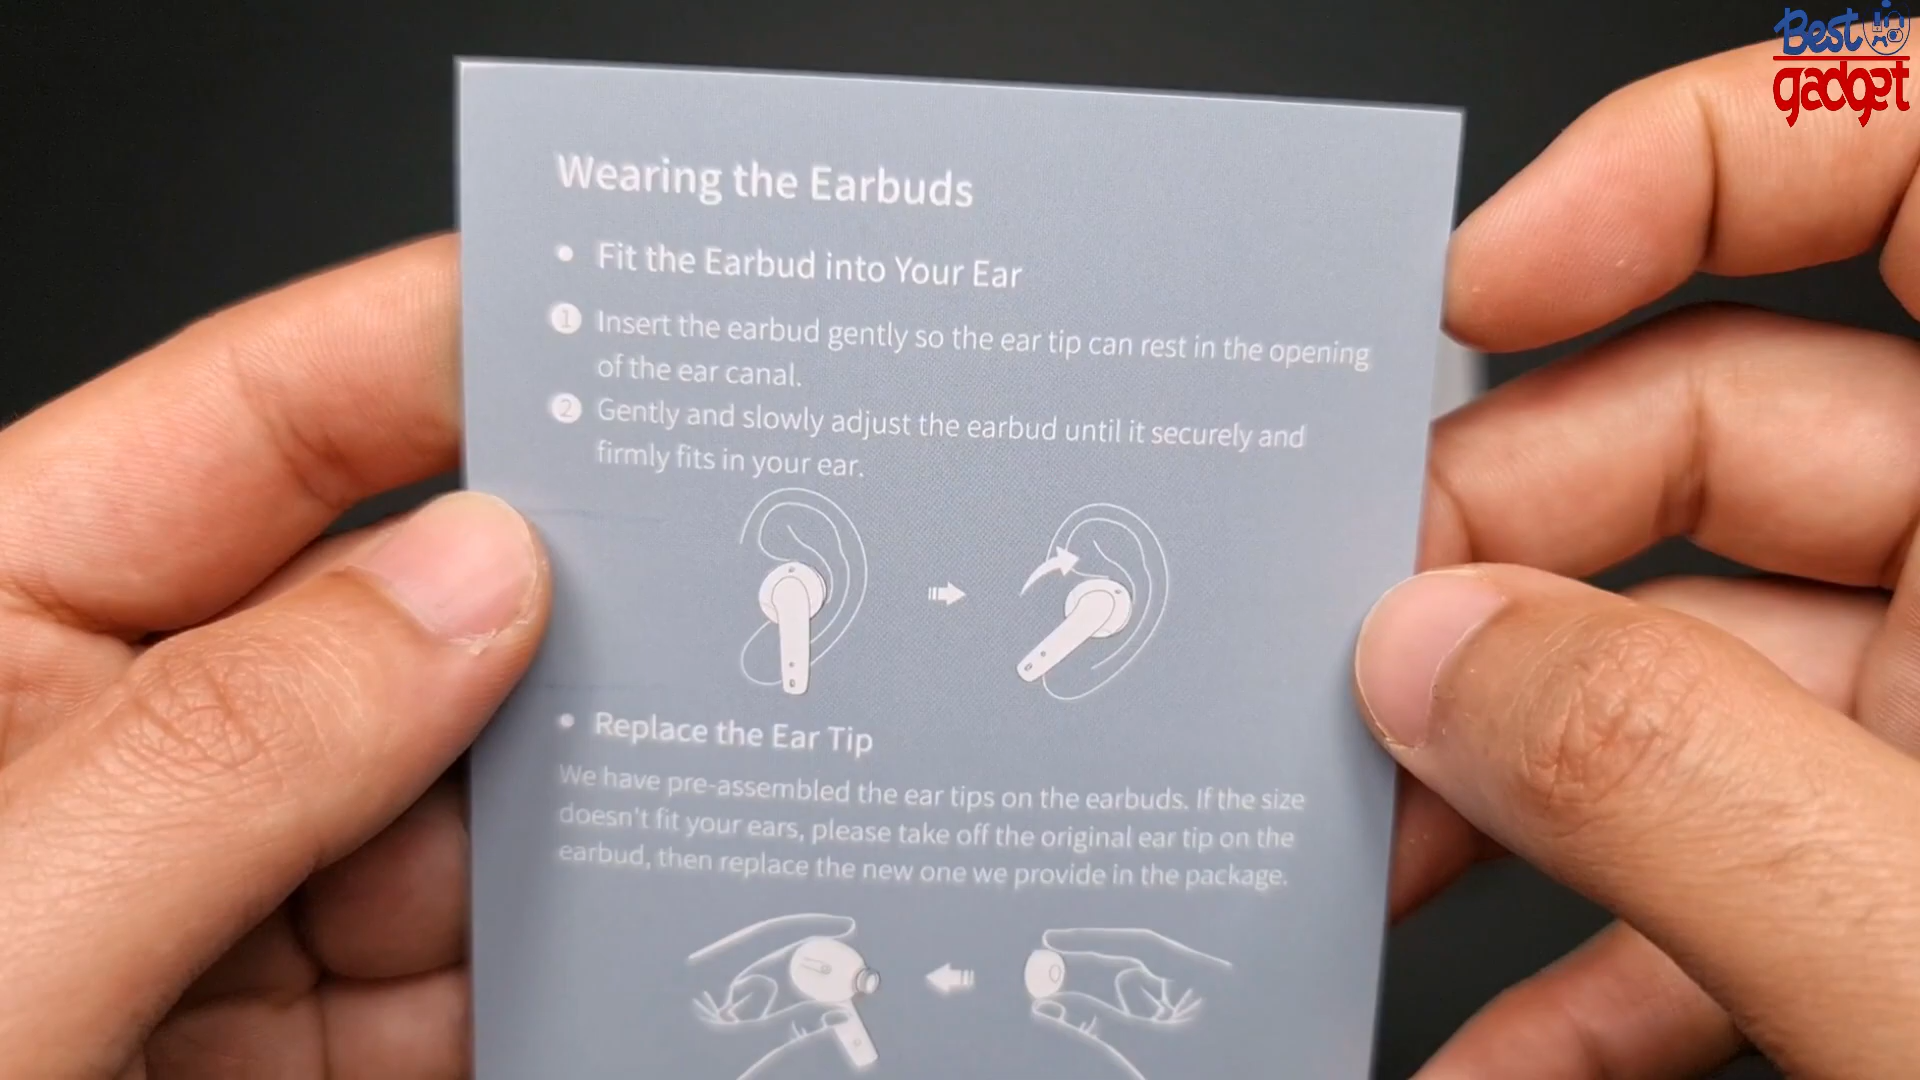 Best in
gadget
Wearing the Earbuds
• Fit the Earbud into Your Ear
1 Insert the earbud gently so the ear tip can rest in the opening
of the ear canal.
2 Gently and slowly adjust the earbud until it securely and
firmly fits in your ear.
• Replace the Ear Tip
We have pre-assembled the ear tips on the earbuds. If the size
doesn't fit your ears, please take off the original ear tip on the
earbud, then replace the new one we provide in the package.